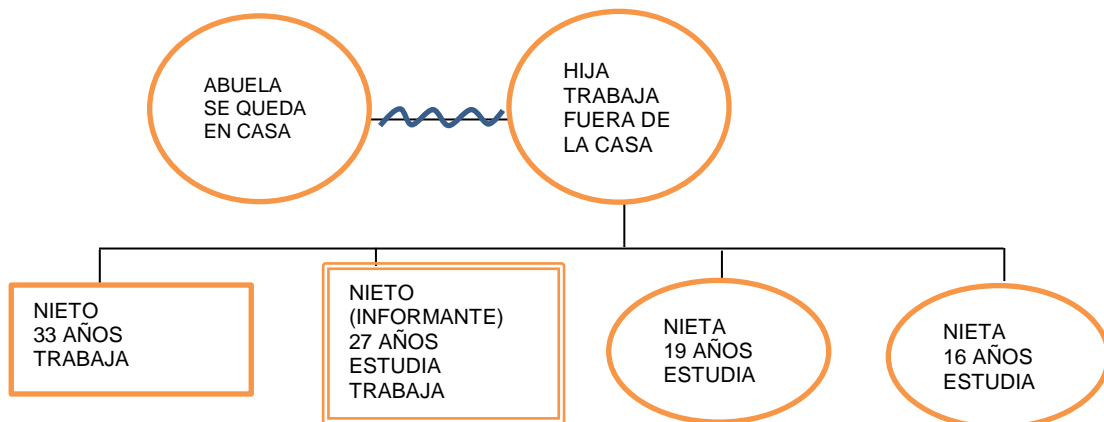 ABUELA
SE QUEDA
EN CASA
HIJA
TRABAJA
FUERA DE
LA CASA
NIETO
33 AÑOS
TRABAJA
NIETO
(INFORMANTE)
27 AÑOS
ESTUDIA
TRABAJA
NIETA
19 AÑOS
ESTUDIA
NIETA
16 AÑOS
ESTUDIA